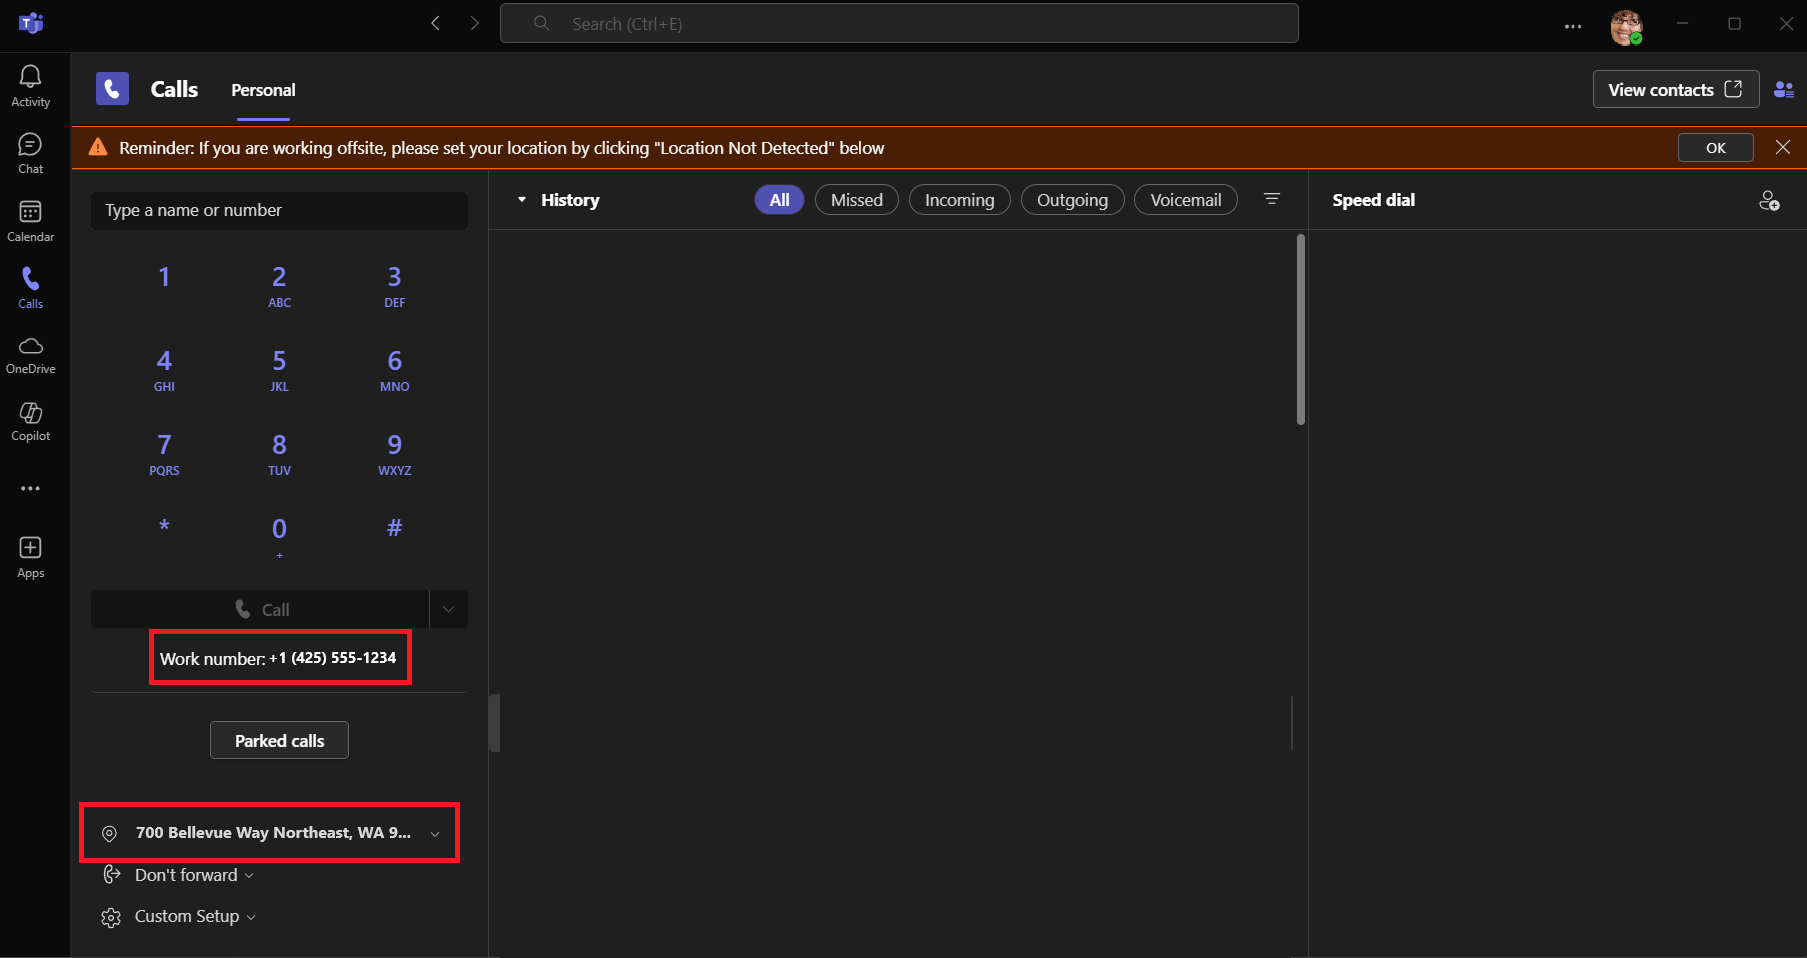 Search (Ctrl+E)
Activity
Chat
Calendar
Calls
OneDrive
Copilot
Apps
Calls
Personal
View contacts
Reminder: If you are working offsite, please set your location by clicking "Location Not Detected" below
OK
Type a name or number
1
2
3
ABC
DEF
4
5
6
GHI
JKL
MNO
7
8
9
PQRS
TUV
WXYZ
*
0
#
+
Call
Work number: +1 (425) 555-1234
Parked calls
700 Bellevue Way Northeast, WA 9...
Don't forward
Custom Setup
History
All
Missed
Incoming
Outgoing
Voicemail
Speed dial